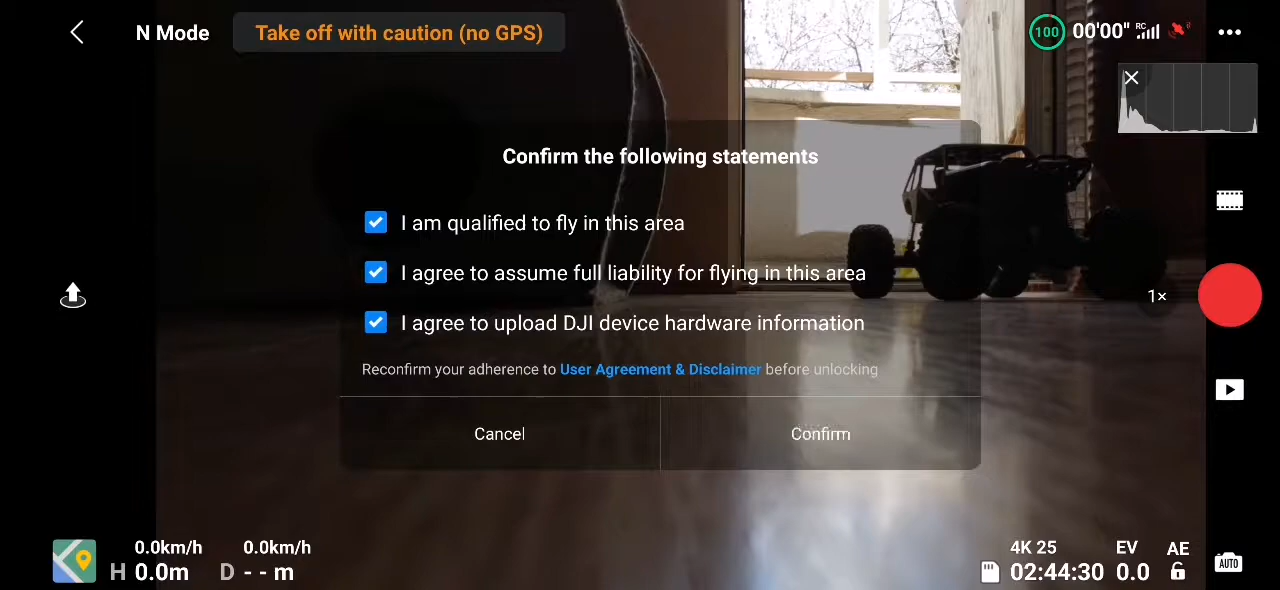 N Mode
Take off with caution (no GPS)
100 00'00" RC
Confirm the following statements
I am qualified to fly in this area
I agree to assume full liability for flying in this area
I agree to upload DJI device hardware information
1×
Reconfirm your adherence to User Agreement & Disclaimer before unlocking
Cancel
Confirm
0.0km/h 0.0km/h
H 0.0m D - - m
4K 25 EV AE
02:44:30 0.0
AUTO